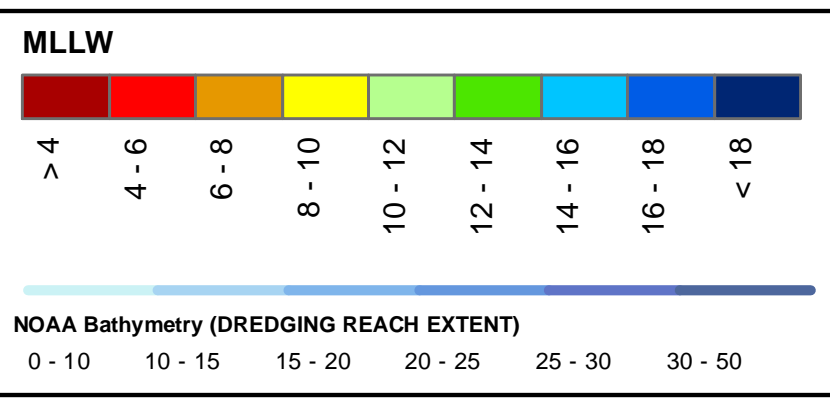 MLLW
> 4
4 - 6
6 - 8
8 - 10
10 - 12
12 - 14
14 - 16
16 - 18
< 18
NOAA Bathymetry (DREDGING REACH EXTENT)
0 - 10 10 - 15 15 - 20 20 - 25 25 - 30 30 - 50